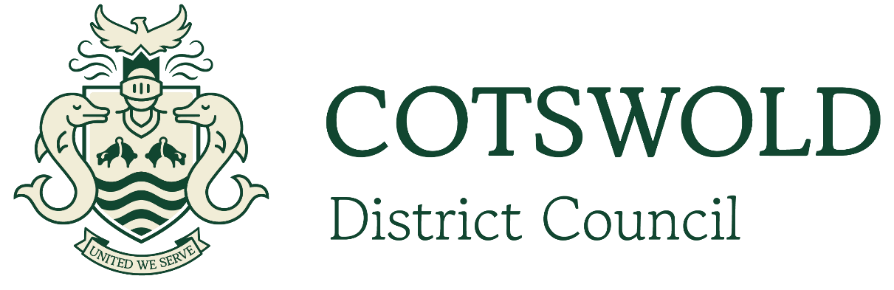 COTSWOLD
District Council
UNITED WE SERVE